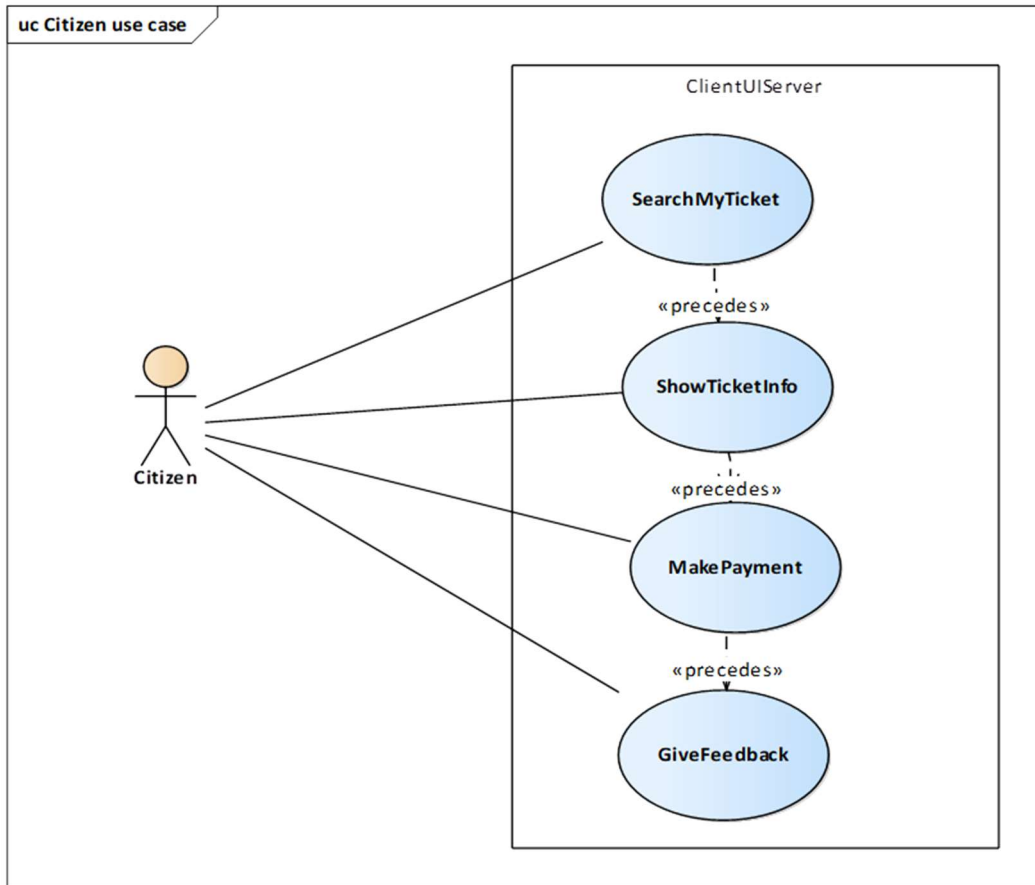 uc Citizen use case
ClientUIServer
SearchMyTicket
«precedes»
ShowTicketInfo
Citizen
«precedes»
MakePayment
«precedes»
GiveFeedback